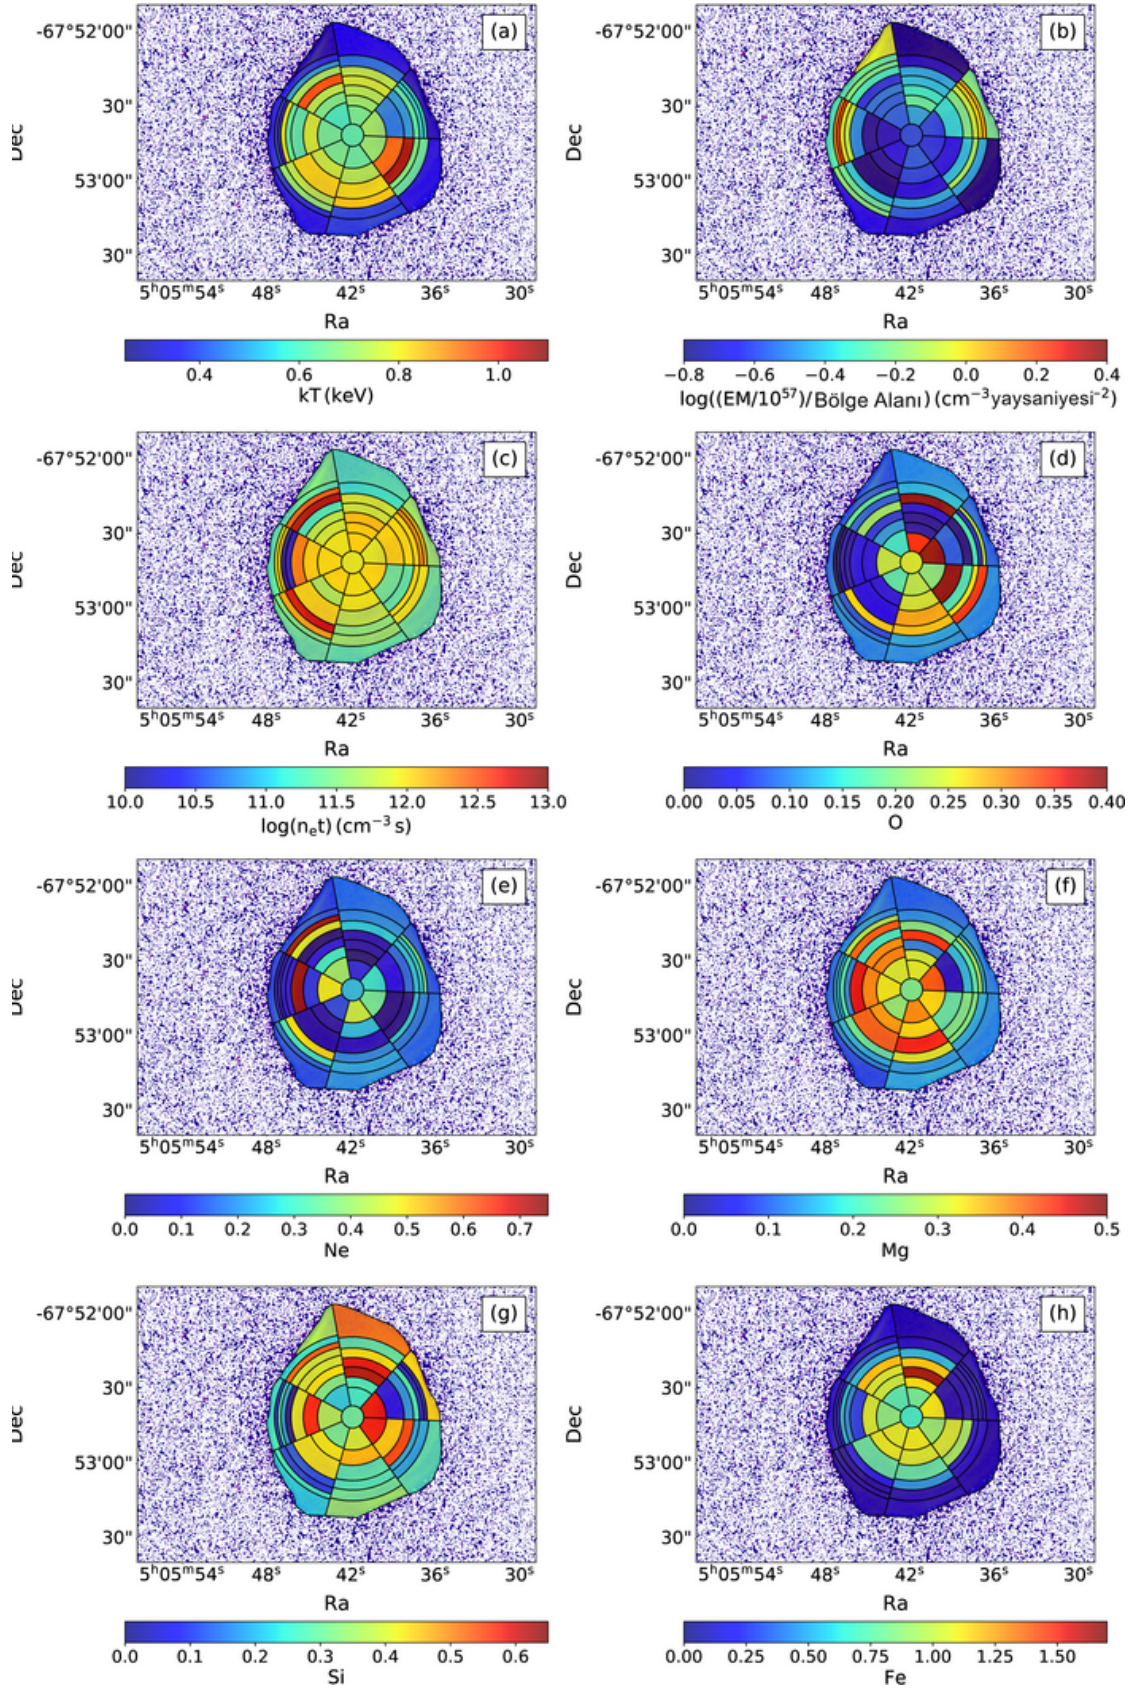 (a) (b)
-67°52'00" -67°52'00"
30" 30"
Dec Dec
53'00" 53'00"
30" 30"
5ʰ05ᵐ54ˢ 48ˢ 42ˢ 36ˢ 30ˢ 5ʰ05ᵐ54ˢ 48ˢ 42ˢ 36ˢ 30ˢ
Ra Ra
0.4 0.6 0.8 1.0 −0.8 −0.6 −0.4 −0.2 0.0 0.2 0.4
kT (keV) log((EM/10⁵⁷)/Bölge Alanı) (cm⁻³ yaysaniyesi⁻²)
(c) (d)
-67°52'00" -67°52'00"
30" 30"
Dec Dec
53'00" 53'00"
30" 30"
5ʰ05ᵐ54ˢ 48ˢ 42ˢ 36ˢ 30ˢ 5ʰ05ᵐ54ˢ 48ˢ 42ˢ 36ˢ 30ˢ
Ra Ra
10.0 10.5 11.0 11.5 12.0 12.5 13.0 0.00 0.05 0.10 0.15 0.20 0.25 0.30 0.35 0.40
log(nₑt) (cm⁻³ s) O
(e) (f)
-67°52'00" -67°52'00"
30" 30"
Dec Dec
53'00" 53'00"
30" 30"
5ʰ05ᵐ54ˢ 48ˢ 42ˢ 36ˢ 30ˢ 5ʰ05ᵐ54ˢ 48ˢ 42ˢ 36ˢ 30ˢ
Ra Ra
0.0 0.1 0.2 0.3 0.4 0.5 0.6 0.7 0.0 0.1 0.2 0.3 0.4 0.5
Ne Mg
(g) (h)
-67°52'00" -67°52'00"
30" 30"
Dec Dec
53'00" 53'00"
30" 30"
5ʰ05ᵐ54ˢ 48ˢ 42ˢ 36ˢ 30ˢ 5ʰ05ᵐ54ˢ 48ˢ 42ˢ 36ˢ 30ˢ
Ra Ra
0.0 0.1 0.2 0.3 0.4 0.5 0.6 0.00 0.25 0.50 0.75 1.00 1.25 1.50
Si Fe